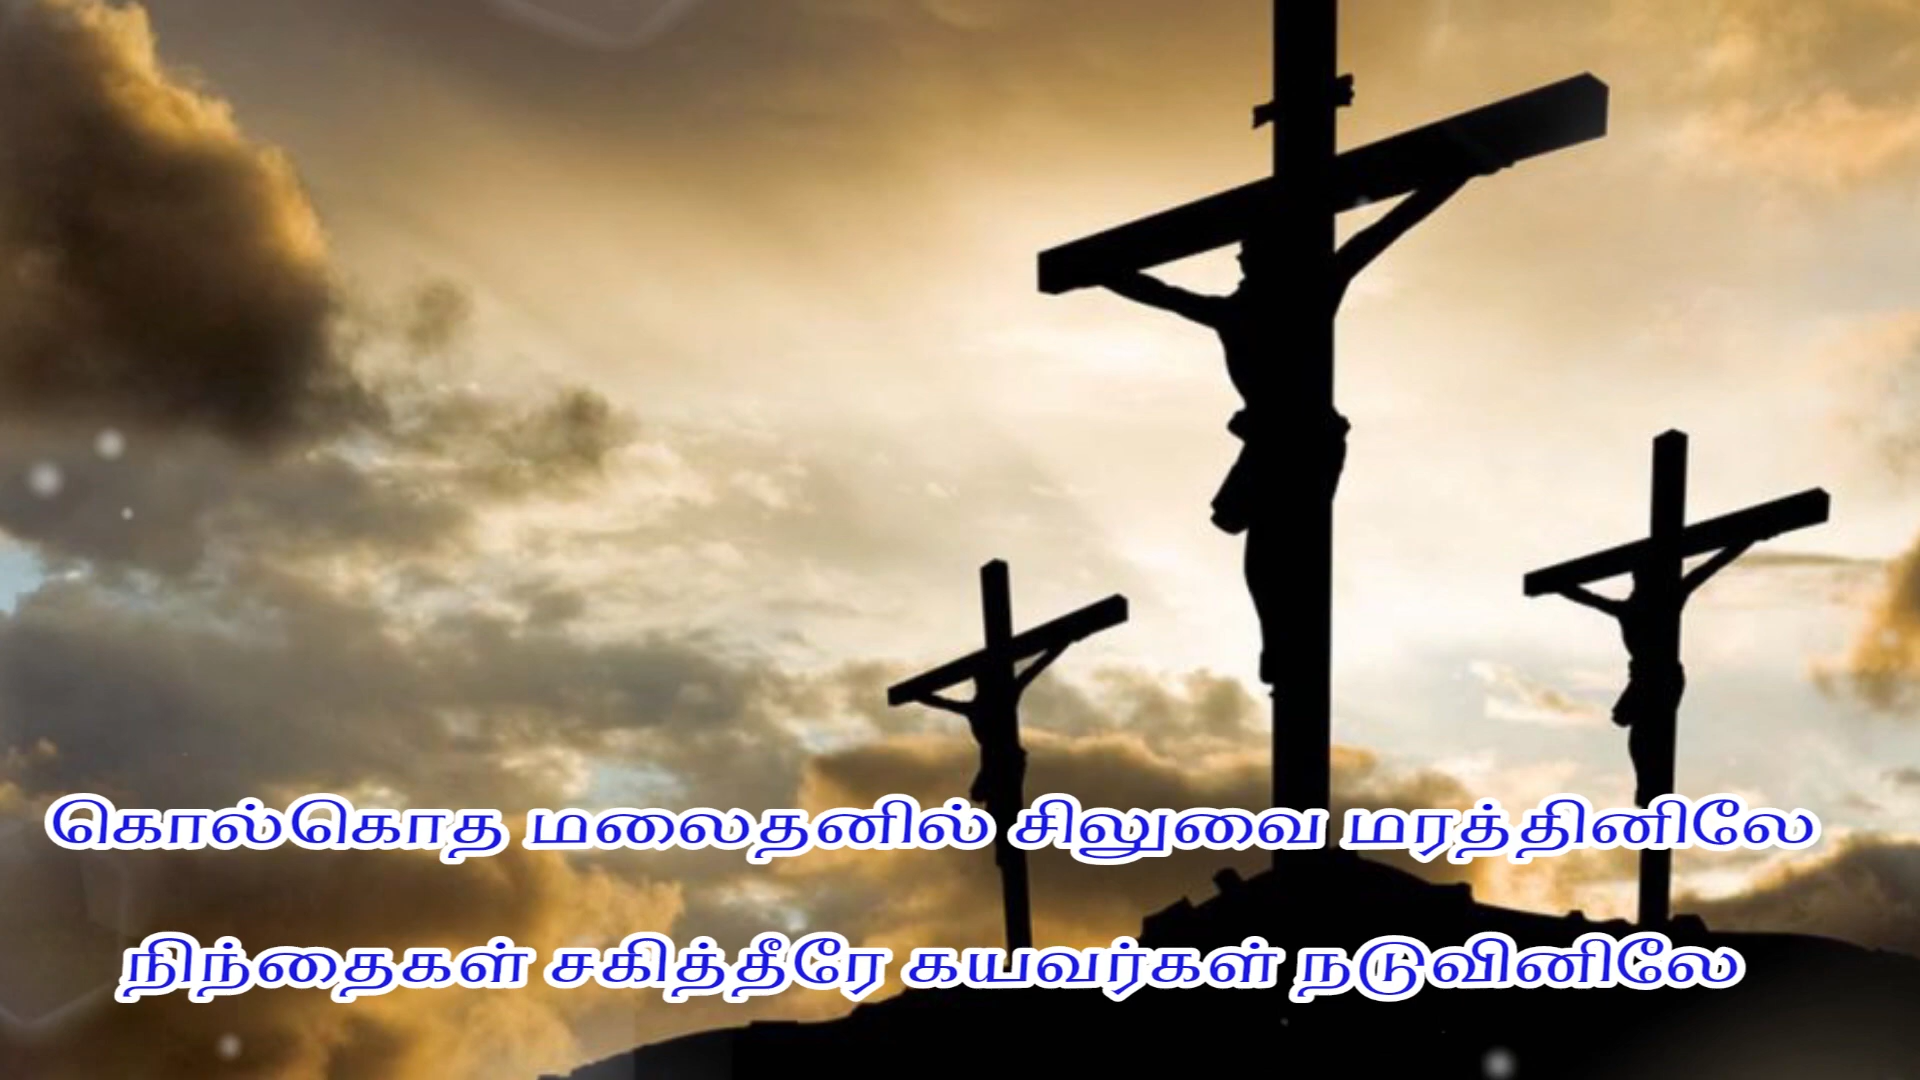 கொல்கொத மலைதனில் சிலுவை மரத்தினிலே
நிந்தைகள் சகித்தீரே கயவர்கள் நடுவினிலே